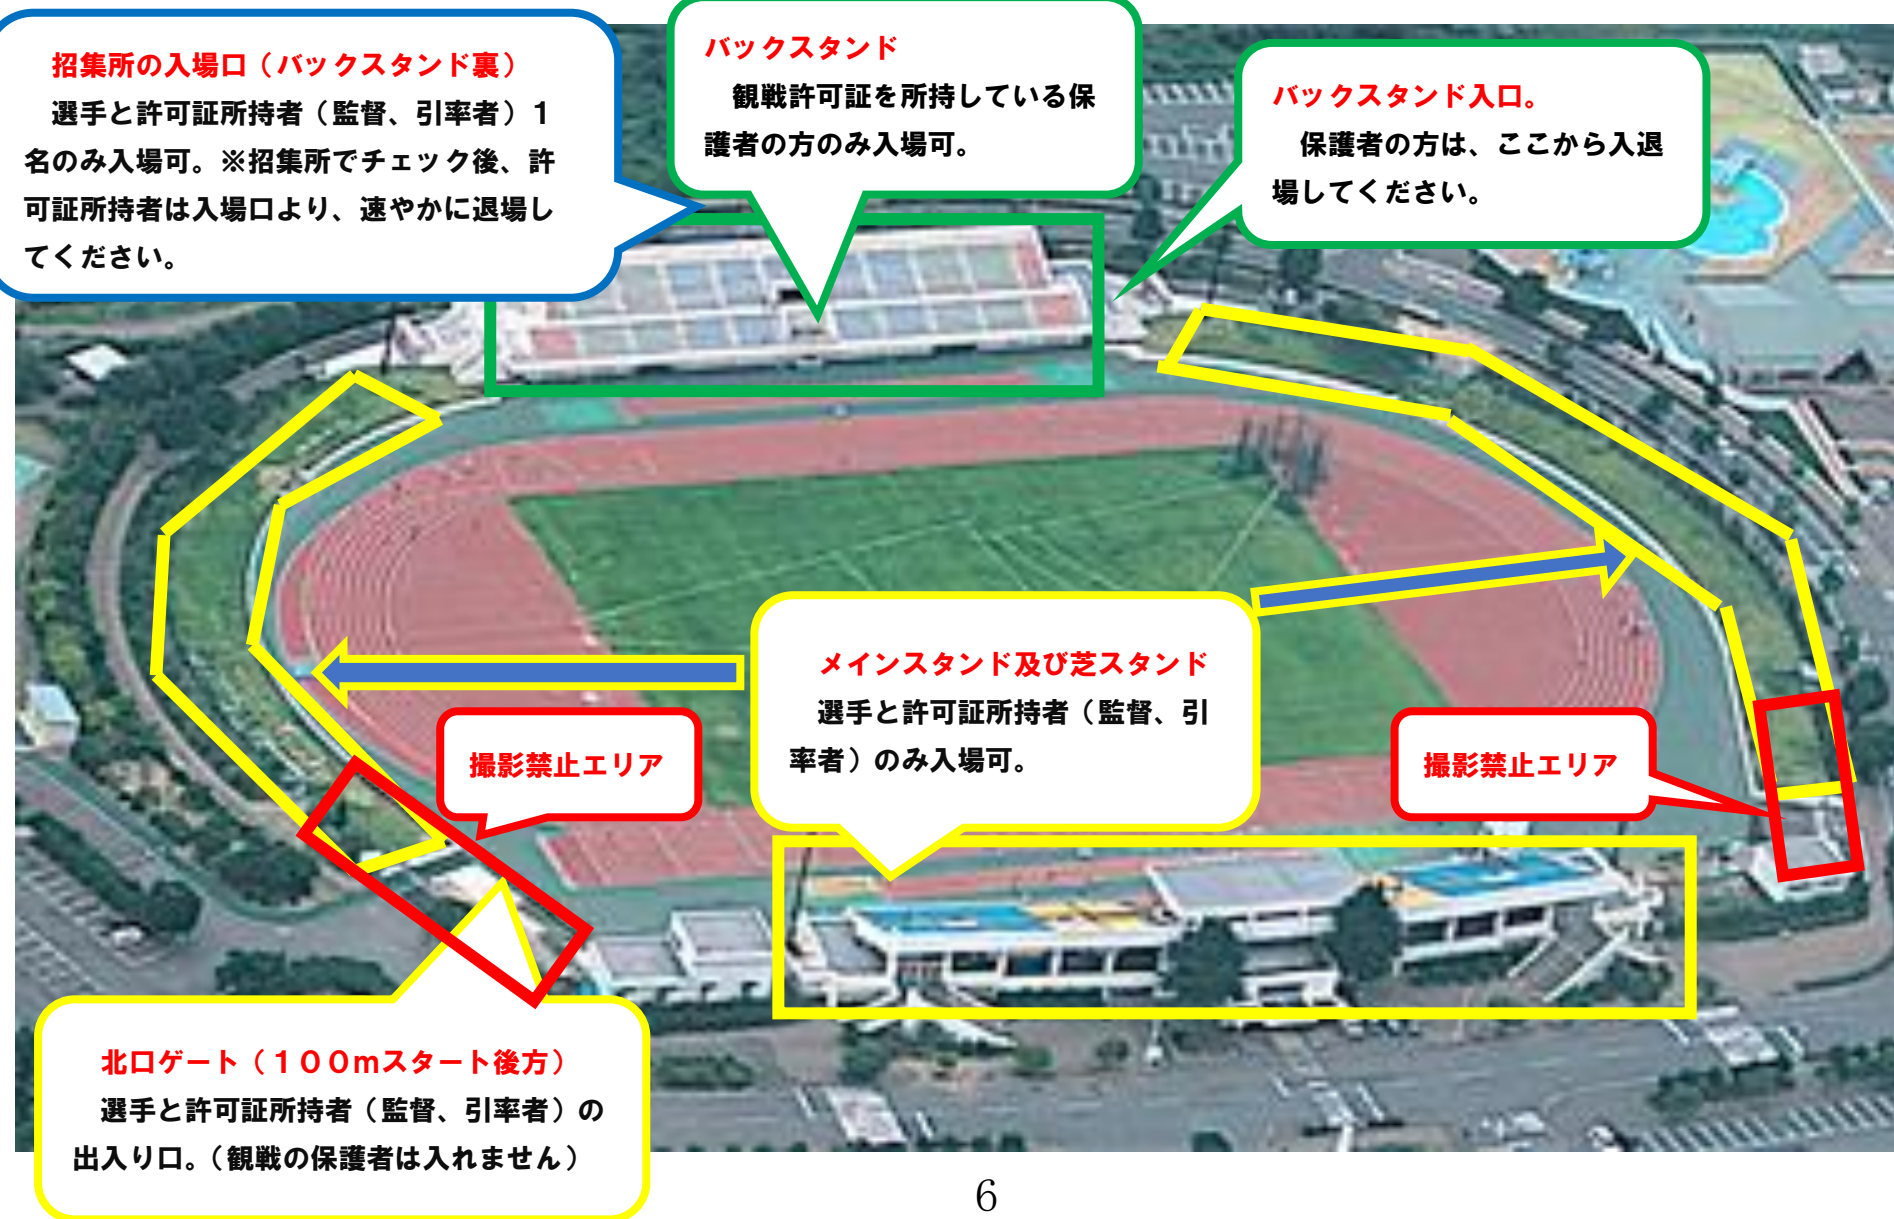 招集所の入場口（バックスタンド裏）
選手と許可証所持者（監督、引率者）１
名のみ入場可。※招集所でチェック後、許
可証所持者は入場口より、速やかに退場し
てください。
バックスタンド
観戦許可証を所持している保
護者の方のみ入場可。
バックスタンド入口。
保護者の方は、ここから入退
場してください。
メインスタンド及び芝スタンド
選手と許可証所持者（監督、引
率者）のみ入場可。
撮影禁止エリア
撮影禁止エリア
北口ゲート（１００ｍスタート後方）
選手と許可証所持者（監督、引率者）の
出入り口。（観戦の保護者は入れません）
6